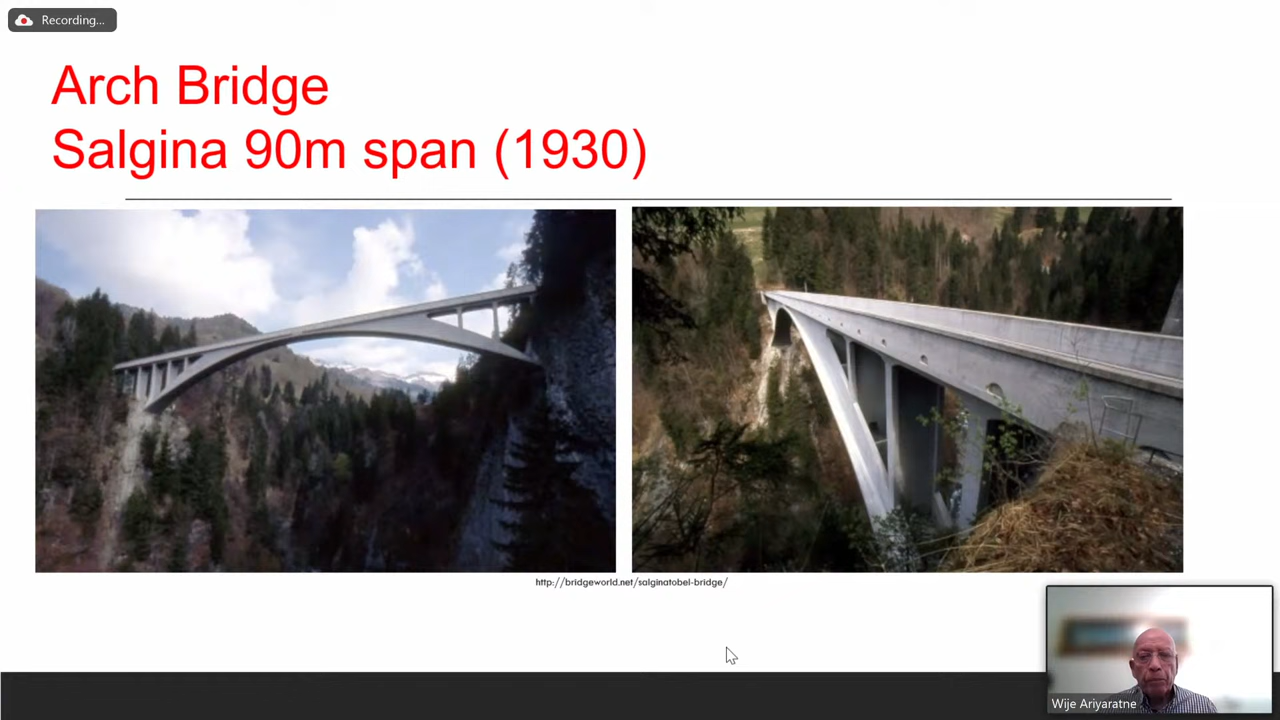 Recording...
Arch Bridge
Salgina 90m span (1930)
http://bridgeworld.net/salginatobel-bridge/
Wije Ariyaratne